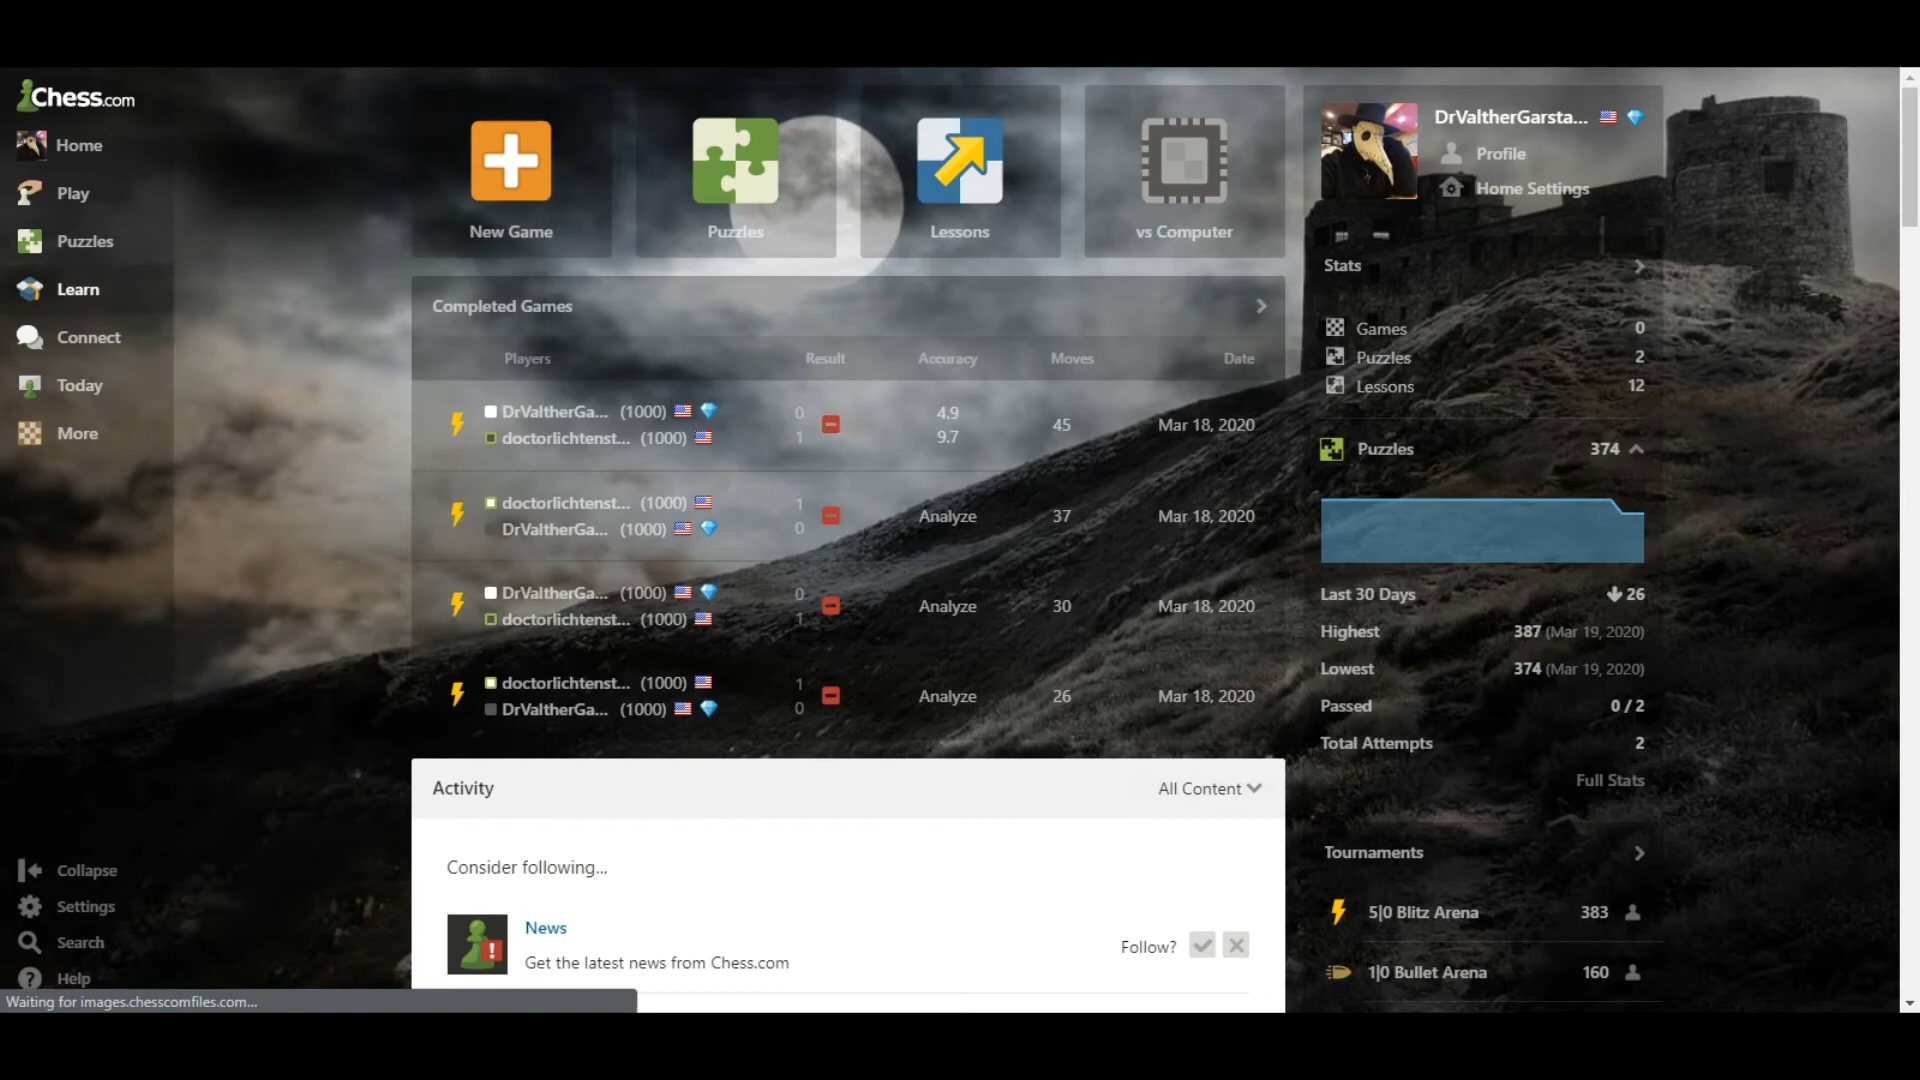 Chess.com
Home
Play
Puzzles
Learn
Connect
Today
More
Collapse
Settings
Search
Help
Waiting for images.chesscomfiles.com...
New Game
Puzzles
Lessons
vs Computer
Completed Games
Players Result Accuracy Moves Date
DrValtherGa... (1000) 0 4.9
doctorlichtenst... (1000) 1 9.7
45 Mar 18, 2020
doctorlichtenst... (1000) 1
DrValtherGa... (1000) 0
Analyze 37 Mar 18, 2020
DrValtherGa... (1000) 0
doctorlichtenst... (1000) 1
Analyze 30 Mar 18, 2020
doctorlichtenst... (1000) 1
DrValtherGa... (1000) 0
Analyze 26 Mar 18, 2020
Activity All Content
Consider following...
News
Get the latest news from Chess.com
Follow?
DrValtherGarsta...
Profile
Home Settings
Stats
Games 0
Puzzles 2
Lessons 12
Puzzles 374
Last 30 Days 26
Highest 387 (Mar 19, 2020)
Lowest 374 (Mar 19, 2020)
Passed 0 / 2
Total Attempts 2
Full Stats
Tournaments
5|0 Blitz Arena 383
1|0 Bullet Arena 160